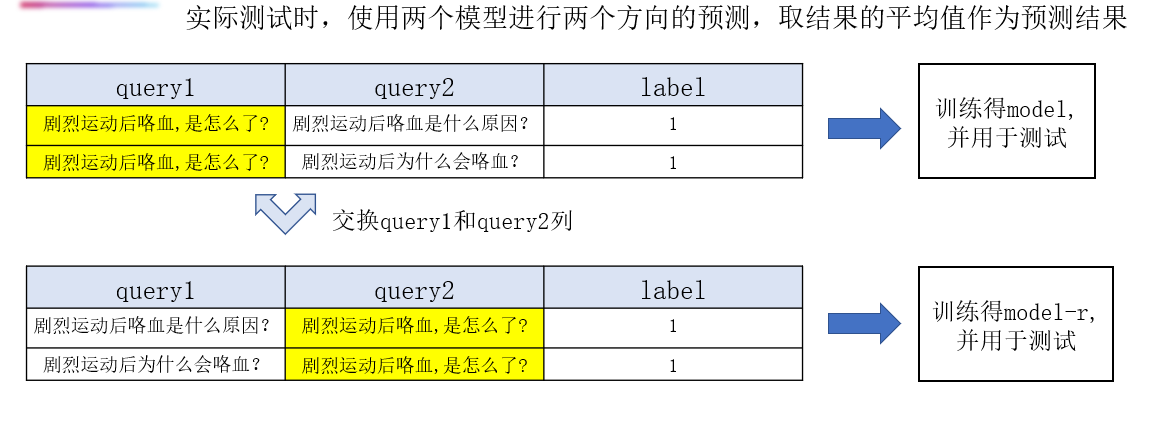 实际测试时，使用两个模型进行两个方向的预测，取结果的平均值作为预测结果
query1 query2 label
剧烈运动后咯血,是怎么了? 剧烈运动后咯血是什么原因？ 1
剧烈运动后咯血,是怎么了? 剧烈运动后为什么会咯血？ 1
训练得model,
并用于测试
交换query1和query2列
query1 query2 label
剧烈运动后咯血是什么原因？ 剧烈运动后咯血,是怎么了? 1
剧烈运动后为什么会咯血？ 剧烈运动后咯血,是怎么了? 1
训练得model-r,
并用于测试